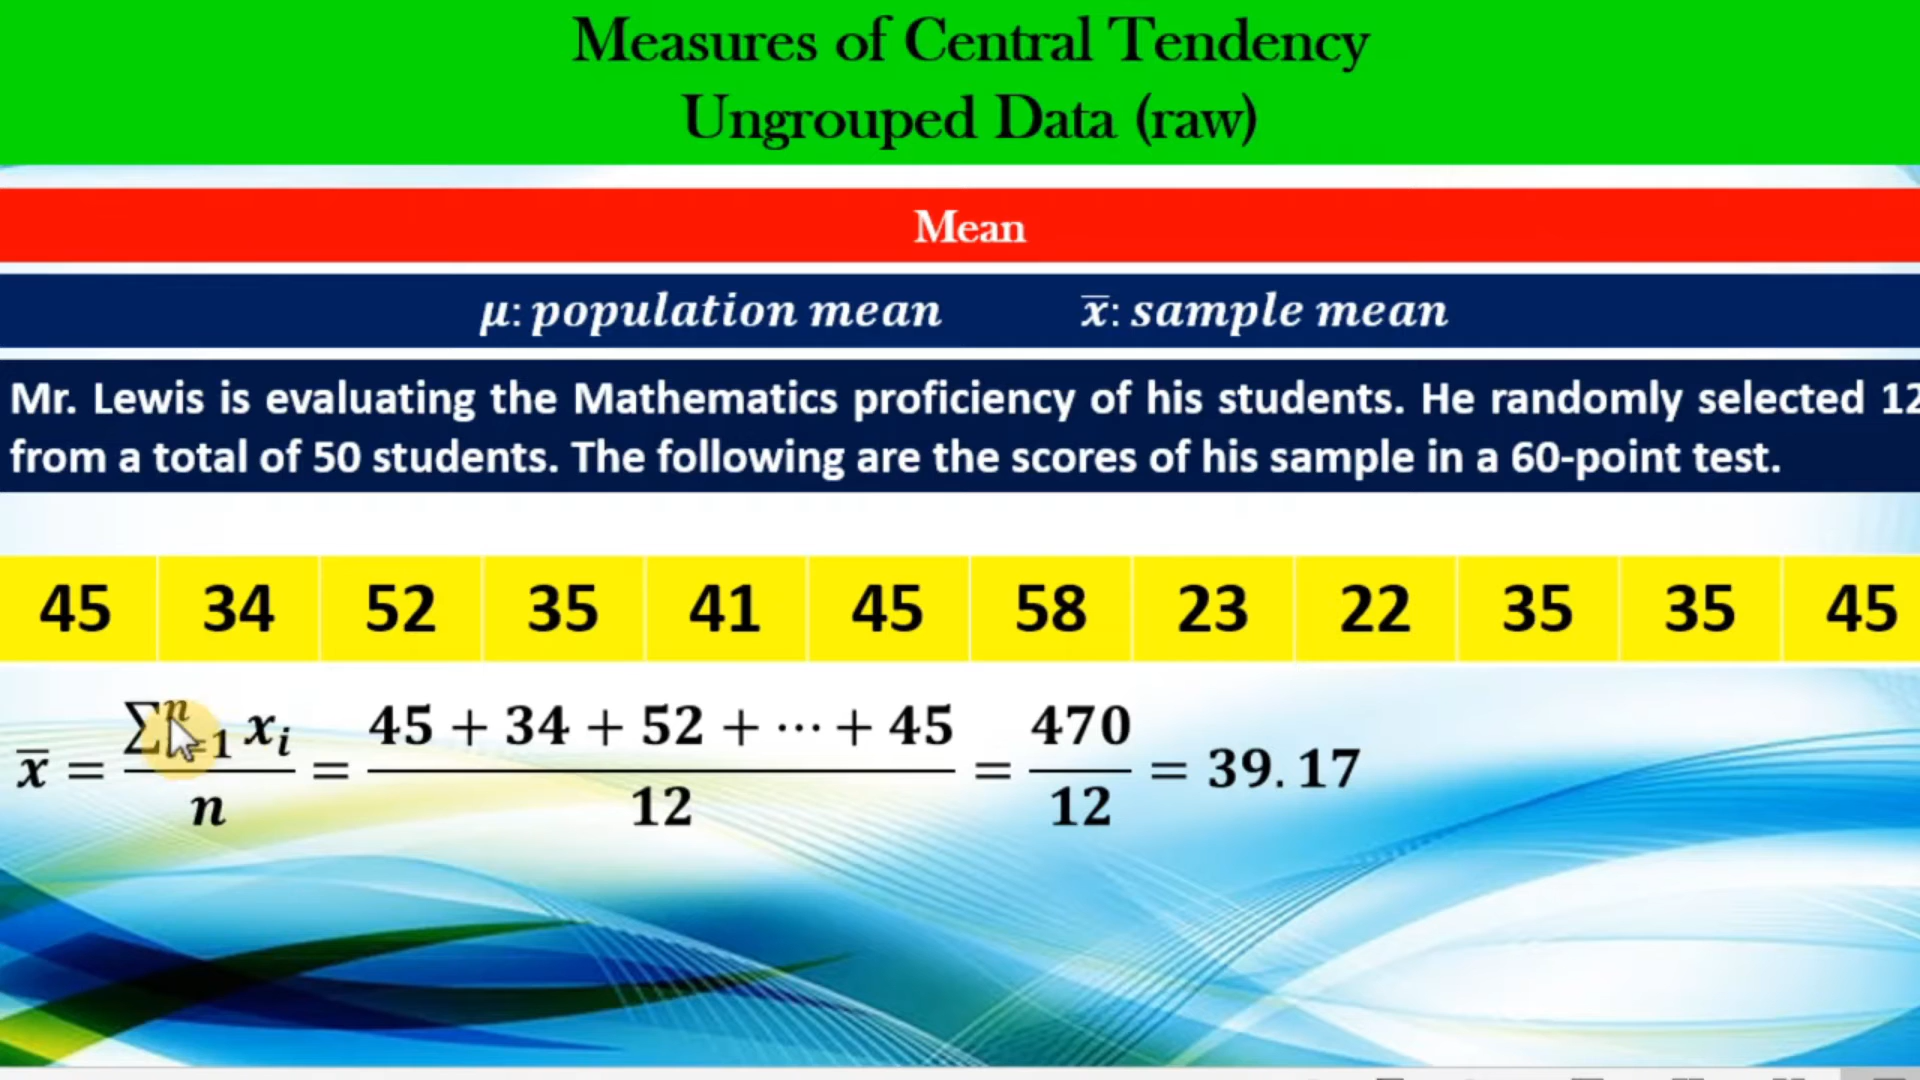 Measures of Central Tendency
Ungrouped Data (raw)
Mean
μ: population mean x̅: sample mean
Mr. Lewis is evaluating the Mathematics proficiency of his students. He randomly selected 12
from a total of 50 students. The following are the scores of his sample in a 60-point test.
45 34 52 35 41 45 58 23 22 35 35 45
x̅ = ∑ⁿᵢ₌₁ xᵢ / n = 45 + 34 + 52 + ⋯ + 45 / 12 = 470 / 12 = 39.17